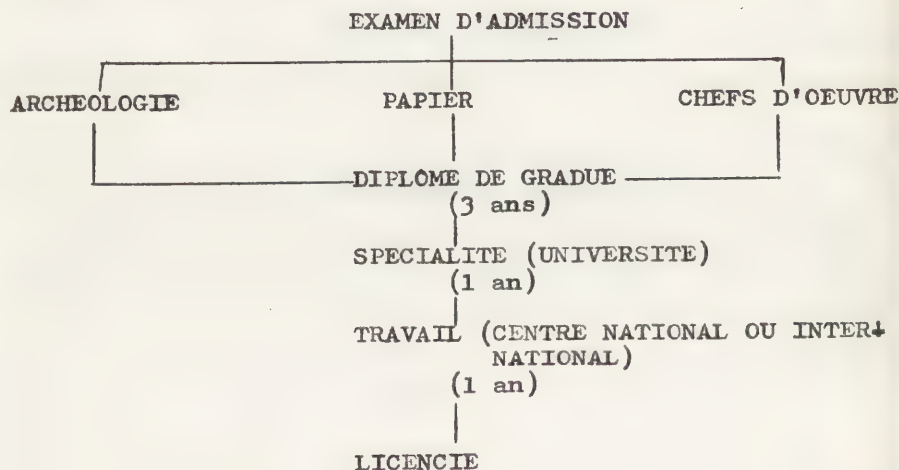 EXAMEN D'ADMISSION
ARCHEOLOGIE PAPIER CHEFS D'OEUVRE
DIPLÔME DE GRADUE
(3 ans)
SPECIALITE (UNIVERSITE)
(1 an)
TRAVAIL (CENTRE NATIONAL OU INTER-
NATIONAL)
(1 an)
LICENCIE